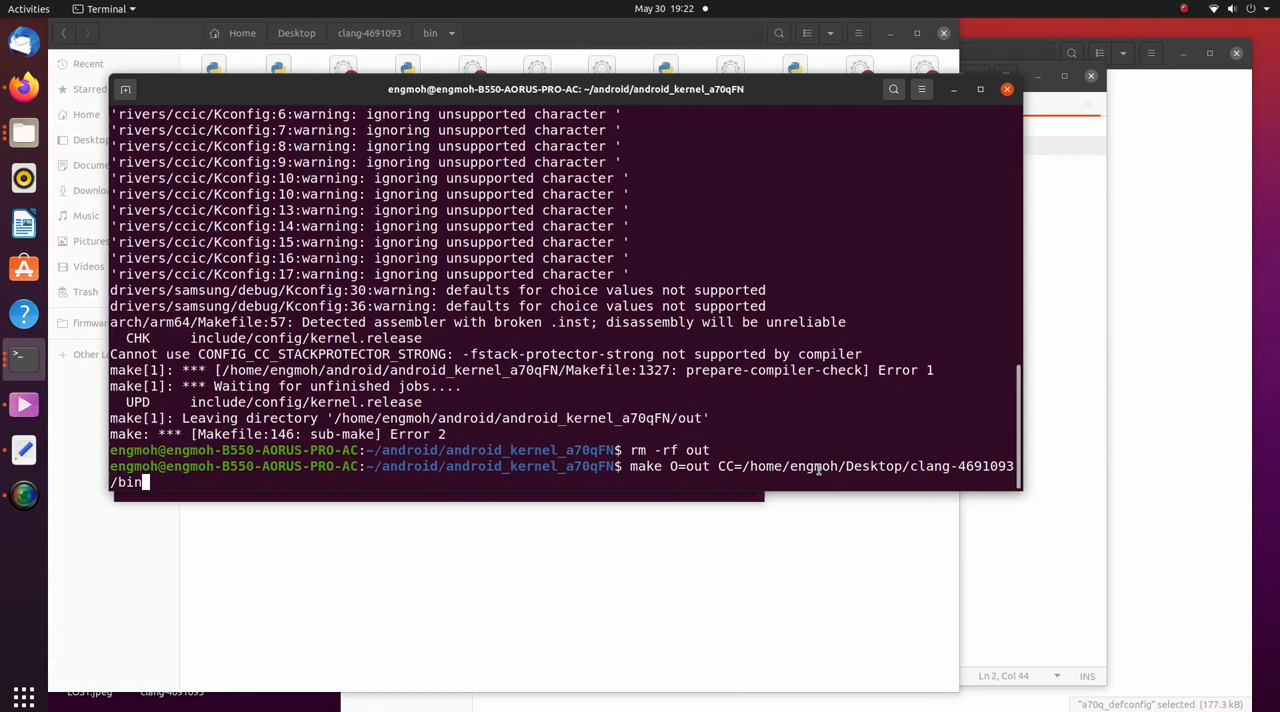 Activities
Terminal
May 30 19:22
Home
Desktop
clang-4691093
bin
Recent
Starred
Home
Desktop
Docume
Downlo
Music
Pictures
Videos
Trash
firmwar
Other Lo
engmoh@engmoh-B550-AORUS-PRO-AC: ~/android/android_kernel_a70qFN
'rivers/ccic/Kconfig:6:warning: ignoring unsupported character '
'rivers/ccic/Kconfig:7:warning: ignoring unsupported character '
'rivers/ccic/Kconfig:8:warning: ignoring unsupported character '
'rivers/ccic/Kconfig:9:warning: ignoring unsupported character '
'rivers/ccic/Kconfig:10:warning: ignoring unsupported character '
'rivers/ccic/Kconfig:10:warning: ignoring unsupported character '
'rivers/ccic/Kconfig:13:warning: ignoring unsupported character '
'rivers/ccic/Kconfig:14:warning: ignoring unsupported character '
'rivers/ccic/Kconfig:15:warning: ignoring unsupported character '
'rivers/ccic/Kconfig:16:warning: ignoring unsupported character '
'rivers/ccic/Kconfig:17:warning: ignoring unsupported character '
drivers/samsung/debug/Kconfig:30:warning: defaults for choice values not supported
drivers/samsung/debug/Kconfig:36:warning: defaults for choice values not supported
arch/arm64/Makefile:57: Detected assembler with broken .inst; disassembly will be unreliable
CHK include/config/kernel.release
Cannot use CONFIG_CC_STACKPROTECTOR_STRONG: -fstack-protector-strong not supported by compiler
make[1]: *** [/home/engmoh/android/android_kernel_a70qFN/Makefile:1327: prepare-compiler-check] Error 1
make[1]: *** Waiting for unfinished jobs....
UPD include/config/kernel.release
make[1]: Leaving directory '/home/engmoh/android/android_kernel_a70qFN/out'
make: *** [Makefile:146: sub-make] Error 2
engmoh@engmoh-B550-AORUS-PRO-AC:~/android/android_kernel_a70qFN$ rm -rf out
engmoh@engmoh-B550-AORUS-PRO-AC:~/android/android_kernel_a70qFN$ make O=out CC=/home/engmoh/Desktop/clang-4691093
/bin
Ln 2, Col 44
INS
"a70q_defconfig" selected (177.3 kB)
LOST.jpeg
clang-4691093